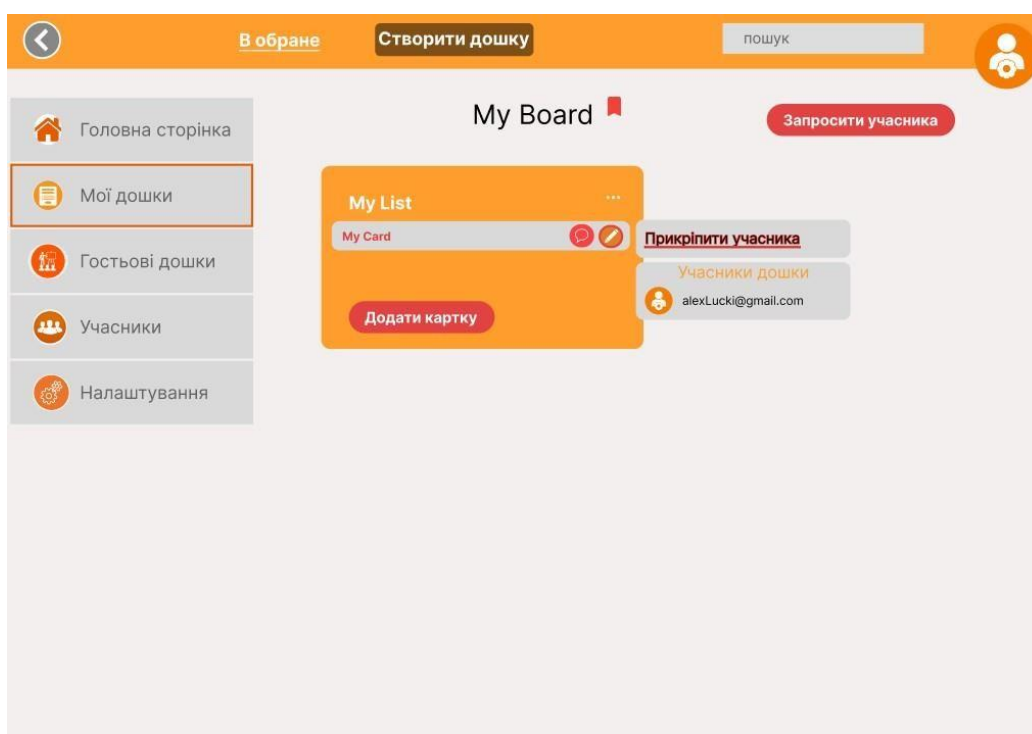 В обране
Створити дошку
пошук
My Board
Запросити учасника
Головна сторінка
Мої дошки
Гостьові дошки
Учасники
Налаштування
My List
...
My Card
Прикріпити учасника
Учасники дошки
alexLucki@gmail.com
Додати картку